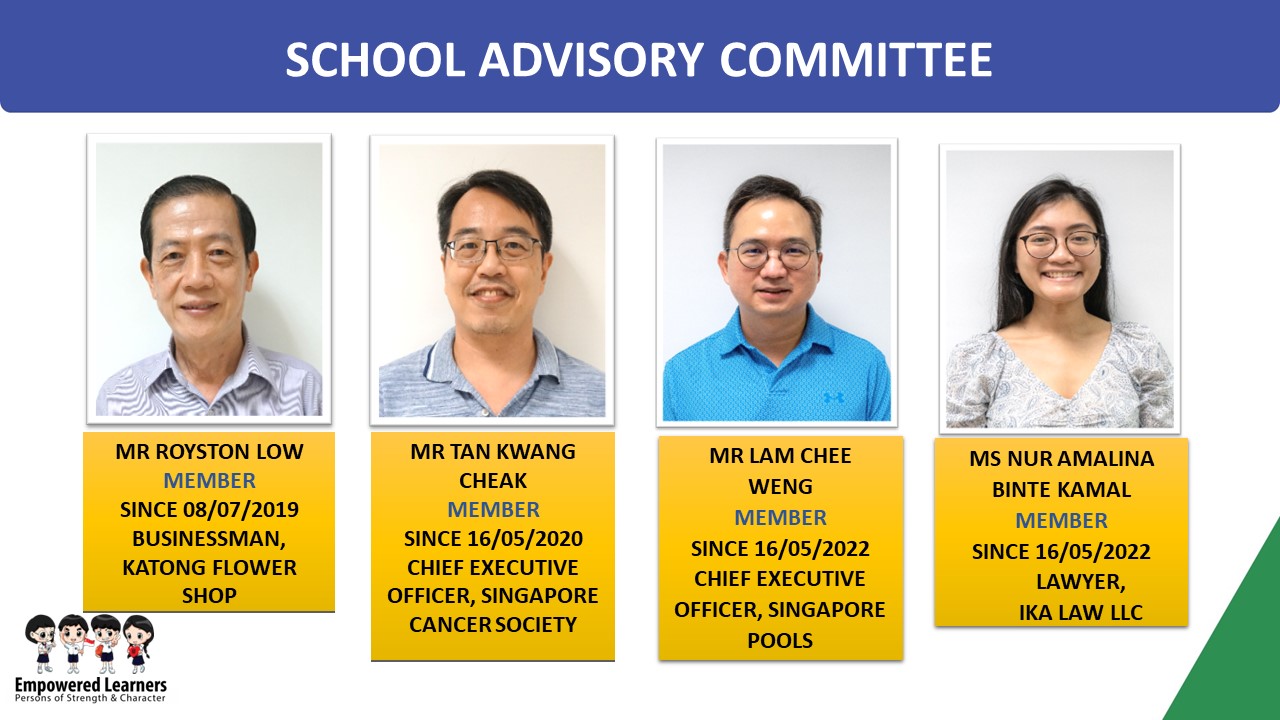 SCHOOL ADVISORY COMMITTEE
MR ROYSTON LOW
MEMBER
SINCE 08/07/2019
BUSINESSMAN,
KATONG FLOWER
SHOP
MR TAN KWANG
CHEAK
MEMBER
SINCE 16/05/2020
CHIEF EXECUTIVE
OFFICER, SINGAPORE
CANCER SOCIETY
MR LAM CHEE
WENG
MEMBER
SINCE 16/05/2022
CHIEF EXECUTIVE
OFFICER, SINGAPORE
POOLS
MS NUR AMALINA
BINTE KAMAL
MEMBER
SINCE 16/05/2022
LAWYER,
IKA LAW LLC
Empowered Learners
Persons of Strength & Character